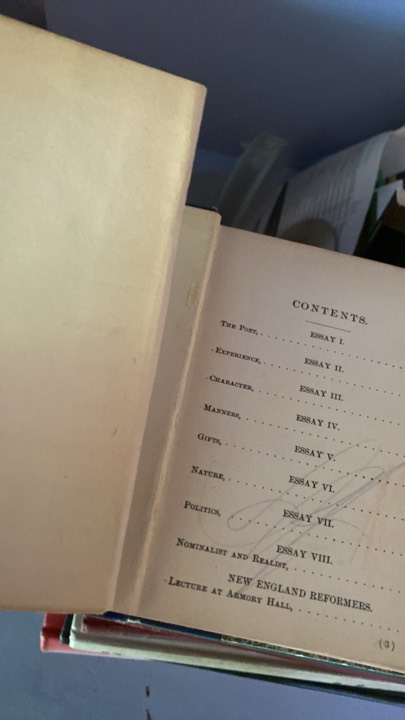 CONTENTS.
ESSAY I.
THE POET,
ESSAY II.
EXPERIENCE,
ESSAY III.
CHARACTER,
ESSAY IV.
MANNERS,
ESSAY V.
GIFTS,
ESSAY VI.
NATURE,
ESSAY VII.
POLITICS,
ESSAY VIII.
NOMINALIST AND REALIST,
NEW ENGLAND REFORMERS.
LECTURE AT ARMORY HALL,
(3)